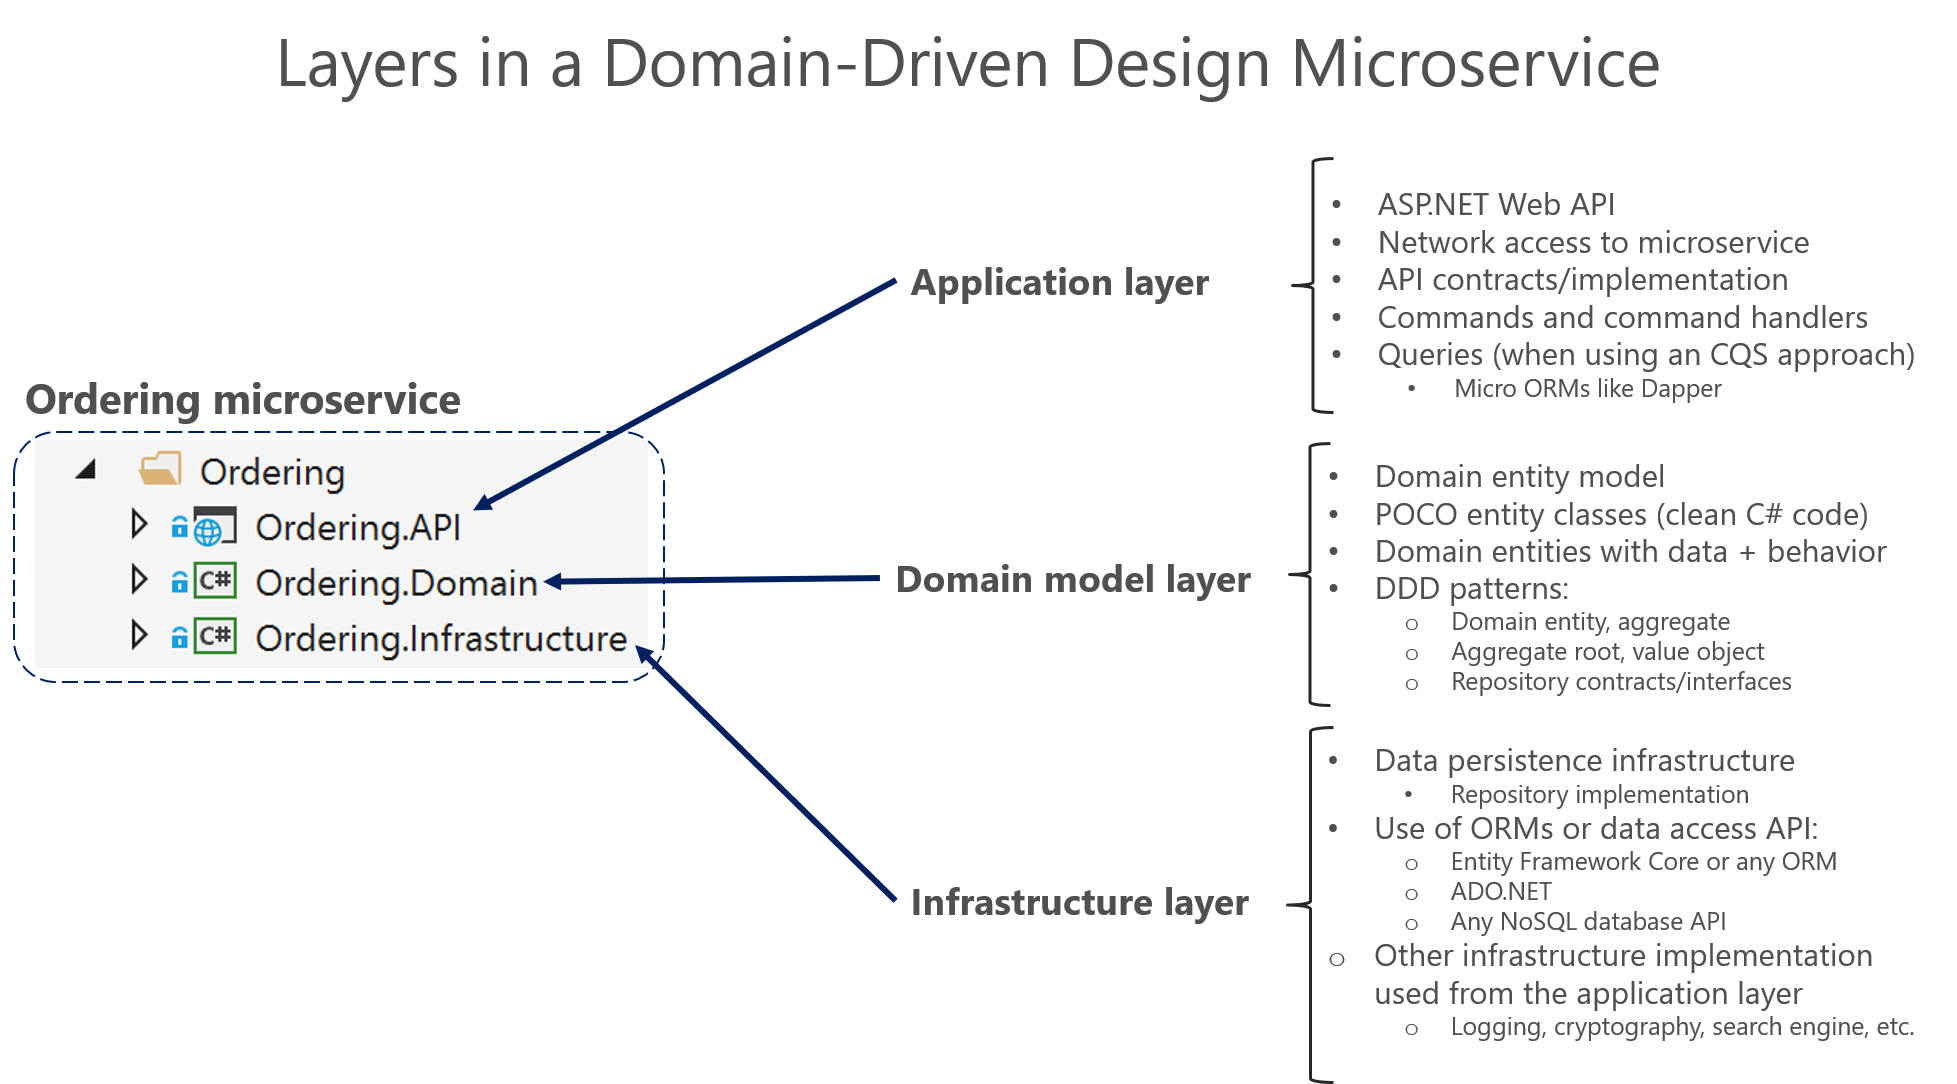 Layers in a Domain-Driven Design Microservice
Ordering microservice
Ordering
Ordering.API
C# Ordering.Domain
C# Ordering.Infrastructure
Application layer
• ASP.NET Web API
• Network access to microservice
• API contracts/implementation
• Commands and command handlers
• Queries (when using an CQS approach)
• Micro ORMs like Dapper
Domain model layer
• Domain entity model
• POCO entity classes (clean C# code)
• Domain entities with data + behavior
• DDD patterns:
o Domain entity, aggregate
o Aggregate root, value object
o Repository contracts/interfaces
Infrastructure layer
• Data persistence infrastructure
• Repository implementation
• Use of ORMs or data access API:
o Entity Framework Core or any ORM
o ADO.NET
o Any NoSQL database API
o Other infrastructure implementation
used from the application layer
o Logging, cryptography, search engine, etc.